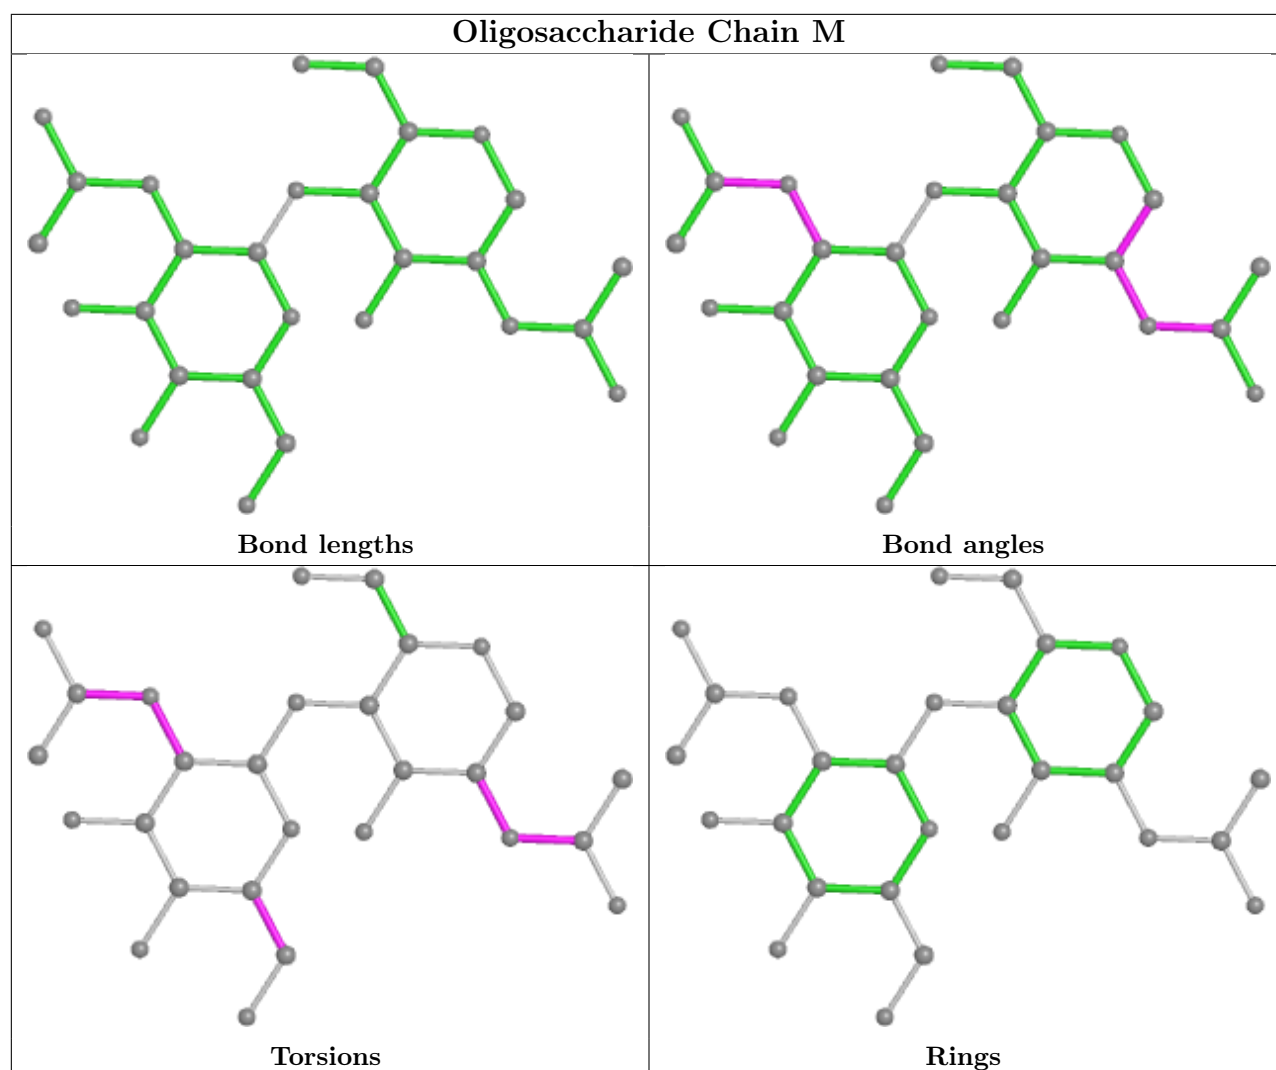 Oligosaccharide Chain M
Bond lengths
Bond angles
Torsions
Rings